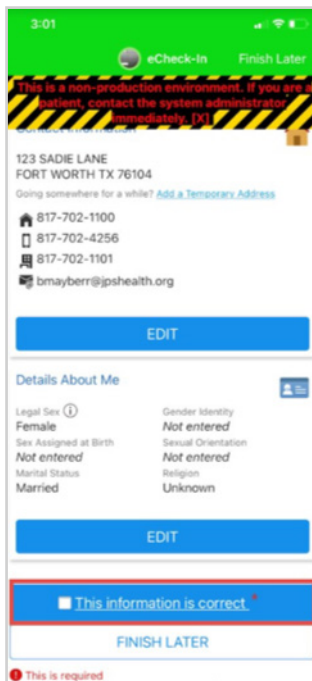 3:01
eCheck-In Finish Later
This is a non-production environment. If you are a
patient, contact the system administrator
immediately. [X]
Contact Information
123 SADIE LANE
FORT WORTH TX 76104
Going somewhere for a while? Add a Temporary Address
817-702-1100
817-702-4256
817-702-1101
bmayberr@jpshealth.org
EDIT
Details About Me
Legal Sex Gender Identity
Female Not entered
Sex Assigned at Birth Sexual Orientation
Not entered Not entered
Marital Status Religion
Married Unknown
EDIT
This information is correct *
FINISH LATER
This is required